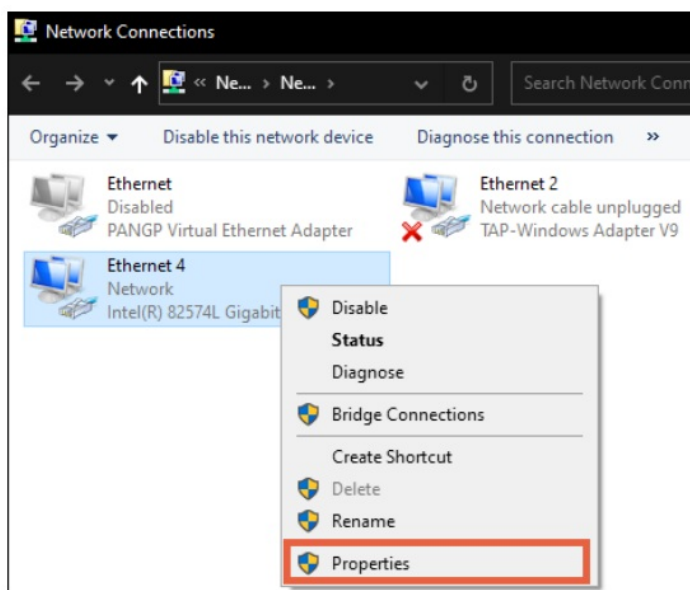 Network Connections
« Ne... > Ne... >
Search Network Conn
Organize
Disable this network device
Diagnose this connection
»
Ethernet
Disabled
PANGP Virtual Ethernet Adapter
Ethernet 2
Network cable unplugged
TAP-Windows Adapter V9
Ethernet 4
Network
Intel(R) 82574L Gigabit
Disable
Status
Diagnose
Bridge Connections
Create Shortcut
Delete
Rename
Properties